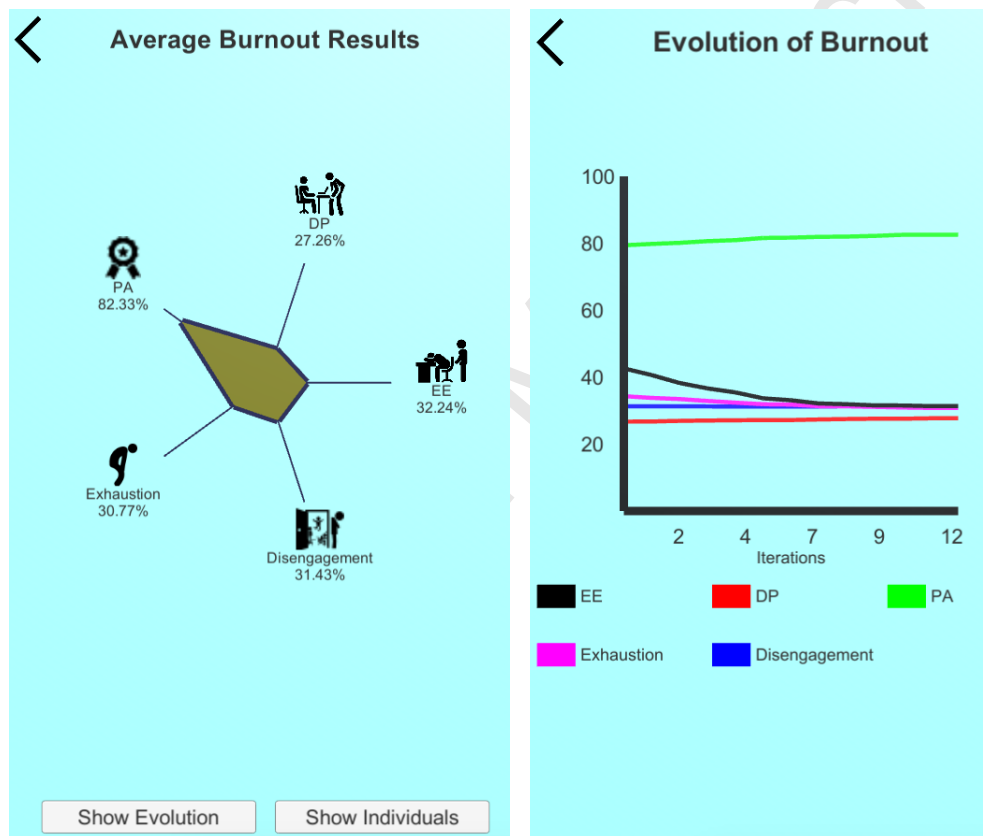 Average Burnout Results
DP
27.26%
PA
82.33%
EE
32.24%
Exhaustion
30.77%
Disengagement
31.43%
Show Evolution
Show Individuals
Evolution of Burnout
100
80
60
40
20
2 4 7 9 12
Iterations
EE DP PA
Exhaustion Disengagement